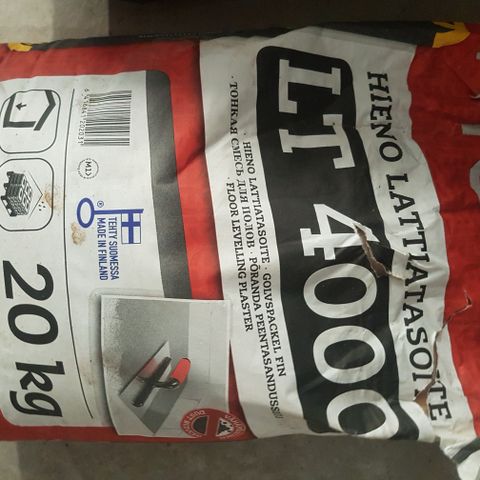 HIENO LATTIATASOITE
LT 4000
· HIENO LATTIATASOITE · GOLVSPACKEL FIN
· ТОНКАЯ СМЕСЬ ДЛЯ ПОЛОВ · PÕRANDA PEENTASANDUSSEGU
· FLOOR LEVELLING PLASTER
TEHTY SUOMESSA
MADE IN FINLAND
M1
20 kg